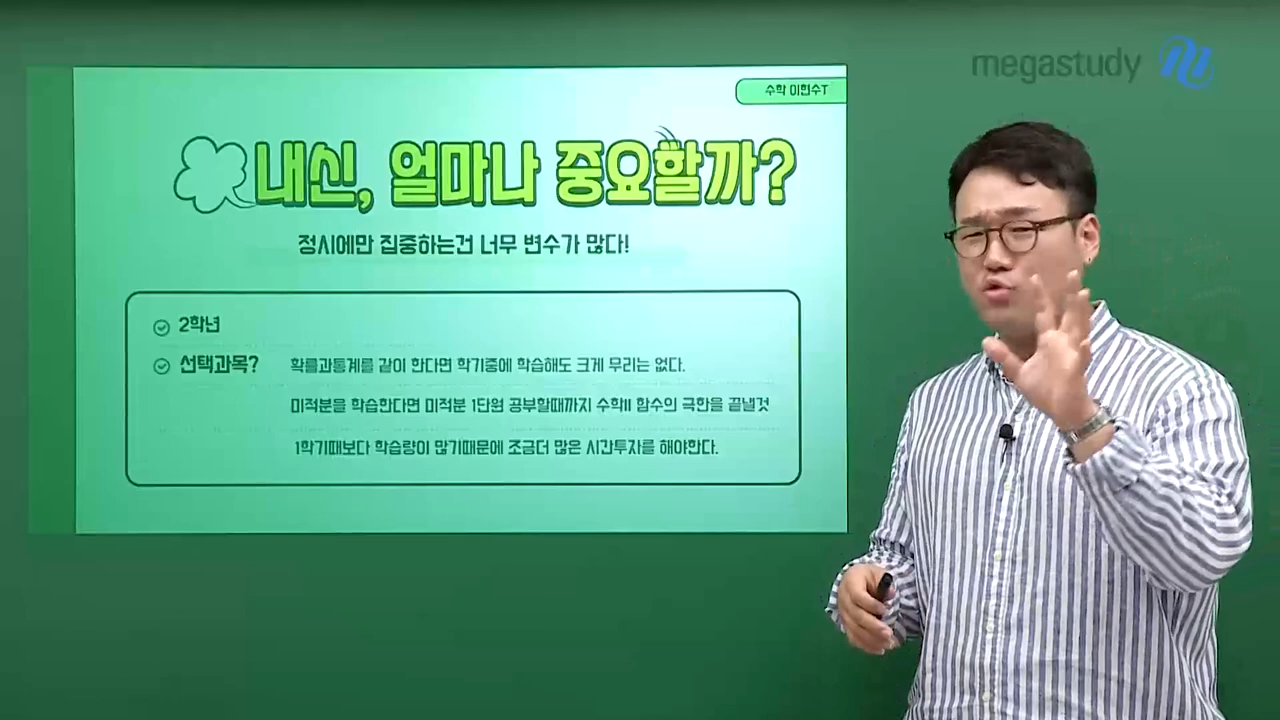 megastudy
수학 이현수T
내신, 얼마나 중요할까?
정시에만 집중하는건 너무 변수가 많다!
2학년
선택과목? 확률과통계를 같이 한다면 학기중에 학습해도 크게 무리는 없다.
미적분을 학습한다면 미적분 1단원 공부할때까지 수학II 함수의 극한을 끝낼것
1학기때보다 학습량이 많기때문에 조금더 많은 시간투자를 해야한다.